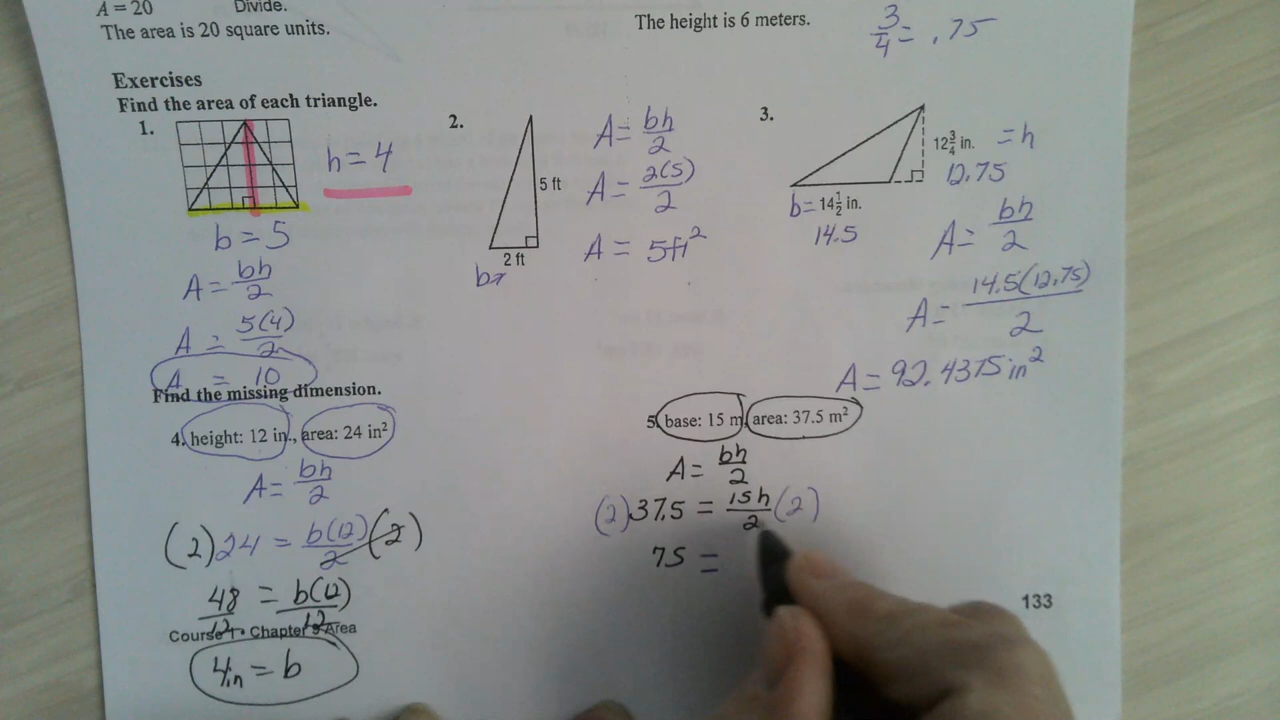 A = 20 Divide.
The area is 20 square units.
The height is 6 meters.
3/4 = .75
Exercises
Find the area of each triangle.
1.
h = 4
b = 5
A = bh/2
A = 5(4)/2
A = 10
2.
5 ft
2 ft
b=
A = bh/2
A = 2(5)/2
A = 5ft²
3.
12 3/4 in. = h
12.75
b= 14 1/2 in.
14.5
A = bh/2
A = 14.5(12.75)/2
A = 92.4375 in²
Find the missing dimension.
4. height: 12 in., area: 24 in²
A = bh/2
(2)24 = b(12)/2 (2)
48/12 = b(12)/12
4in = b
5. base: 15 m, area: 37.5 m²
A = bh/2
(2)37.5 = 15h/2 (2)
75 =
Course 1 • Chapter 9 Area
133